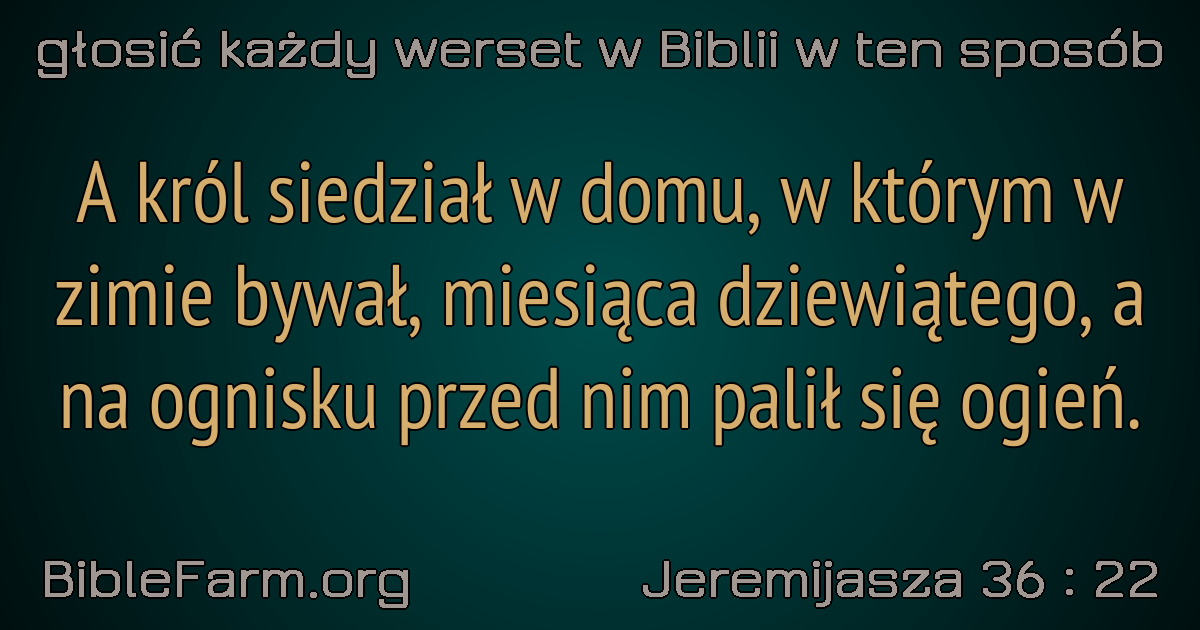 głosić każdy werset w Biblii w ten sposób
A król siedział w domu, w którym w
zimie bywał, miesiąca dziewiątego, a
na ognisku przed nim palił się ogień.
BibleFarm.org
Jeremijasza 36 : 22